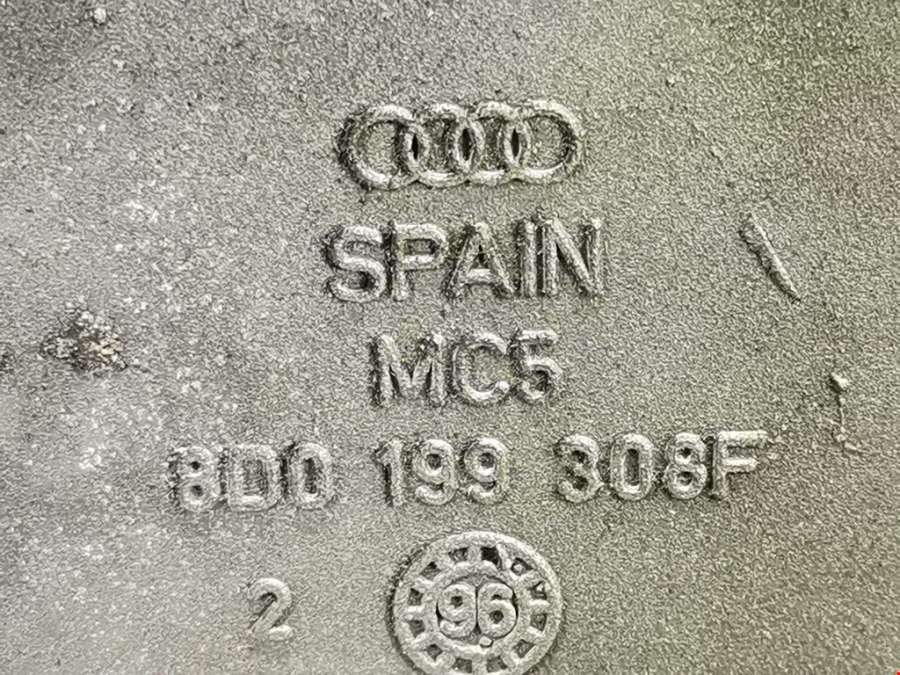 SPAIN
MC5
8D0 199 308F
2 96